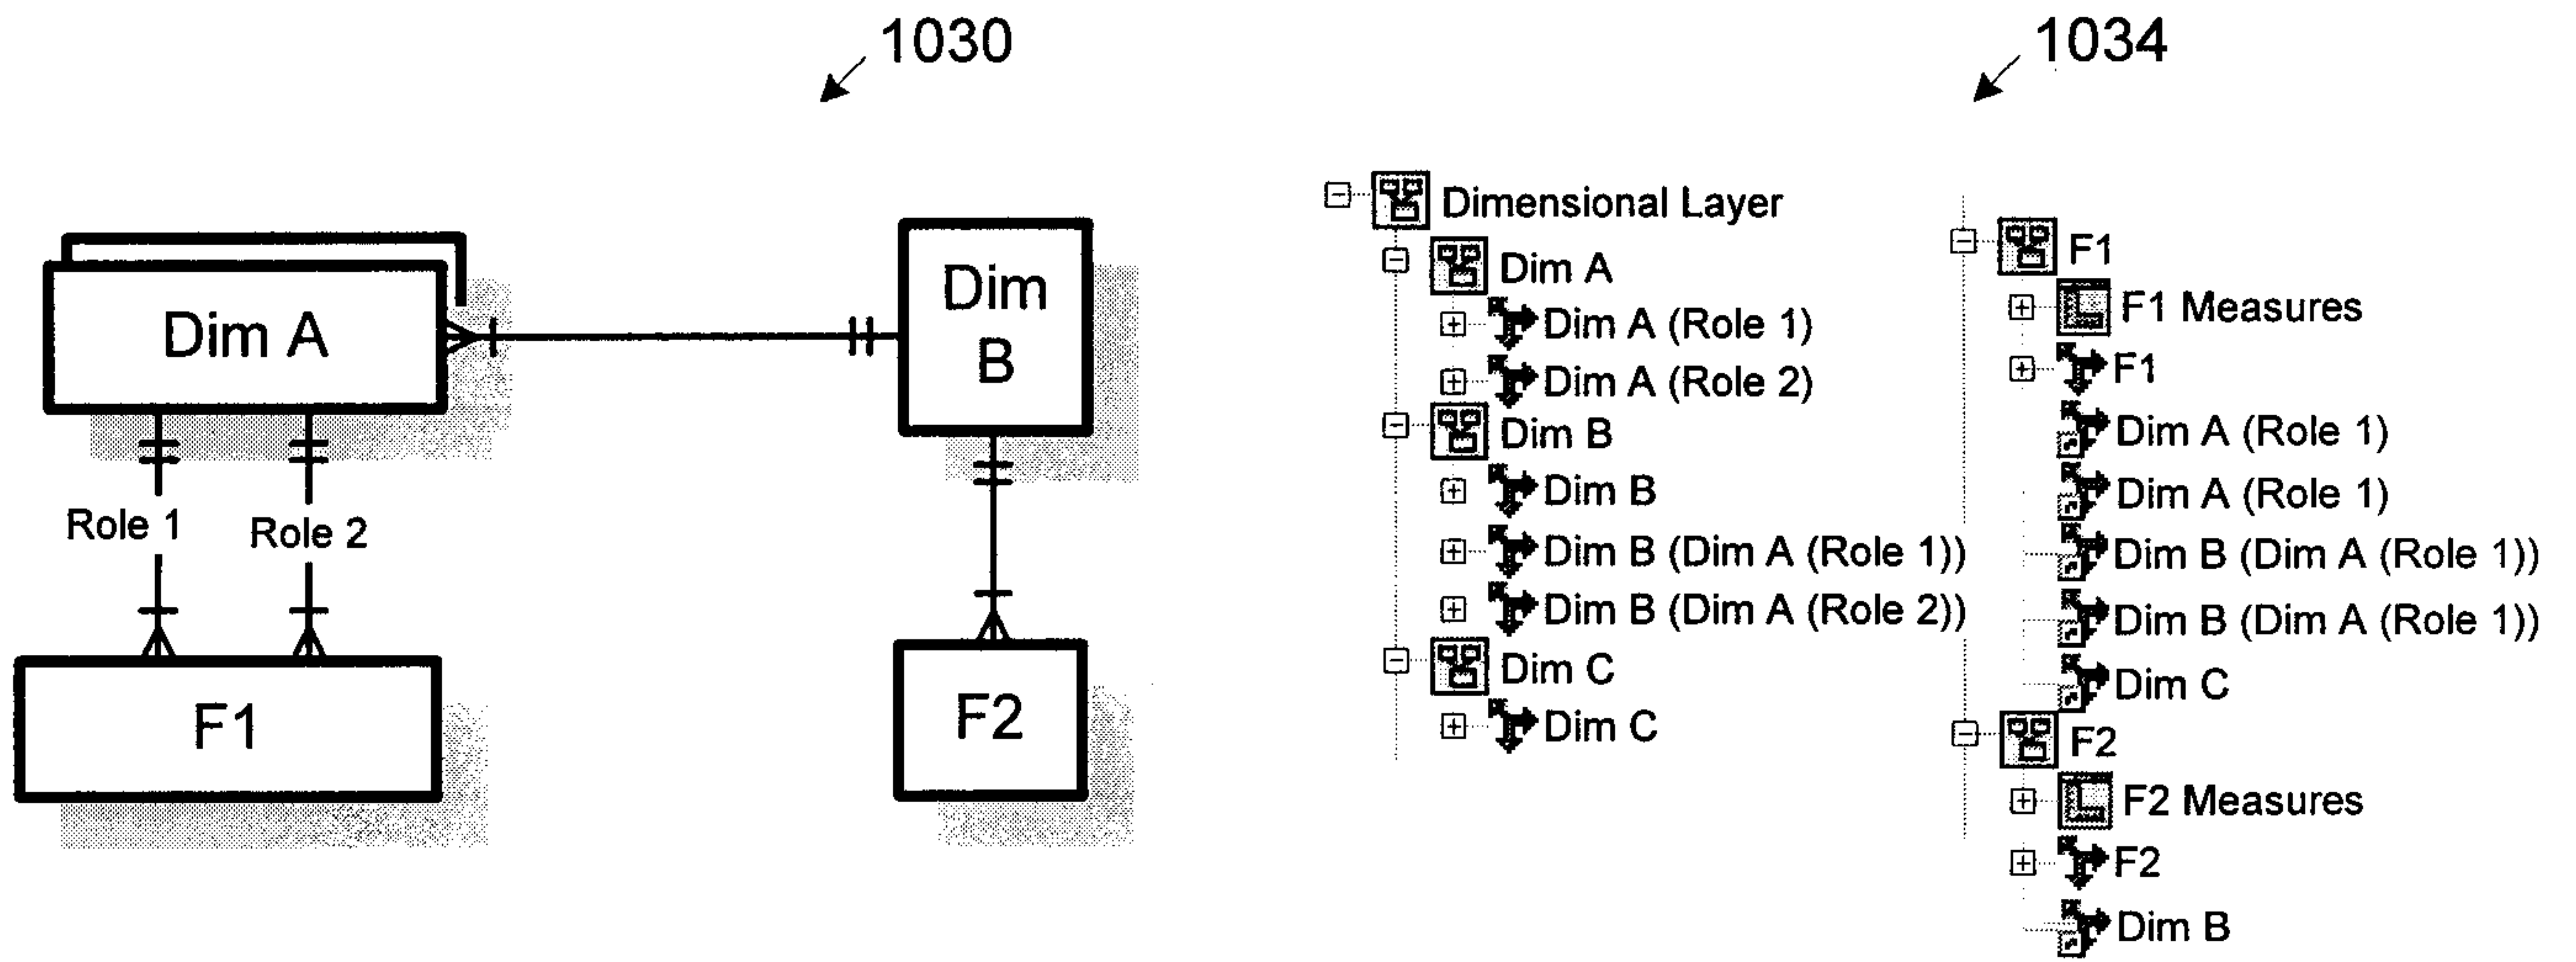 1030
1034
Dim A
Dim
B
Role 1
Role 2
F1
F2
Dimensional Layer
Dim A
Dim A (Role 1)
Dim A (Role 2)
Dim B
Dim B
Dim B (Dim A (Role 1))
Dim B (Dim A (Role 2))
Dim C
Dim C
F1
F1 Measures
F1
Dim A (Role 1)
Dim A (Role 1)
Dim B (Dim A (Role 1))
Dim B (Dim A (Role 1))
Dim C
F2
F2 Measures
F2
Dim B